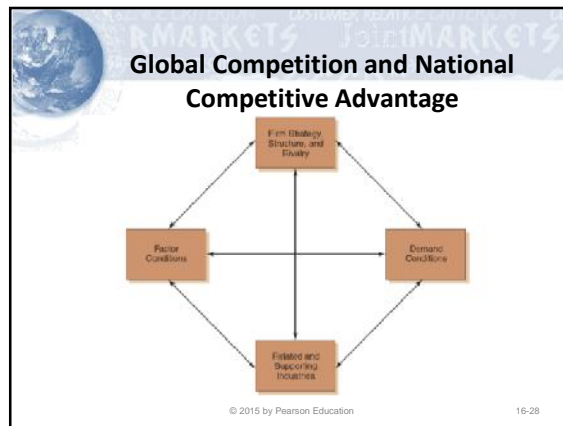 Global Competition and National
Competitive Advantage
Firm Strategy,
Structure, and
Rivalry
Factor
Conditions
Demand
Conditions
Related and
Supporting
Industries
© 2015 by Pearson Education
16-28